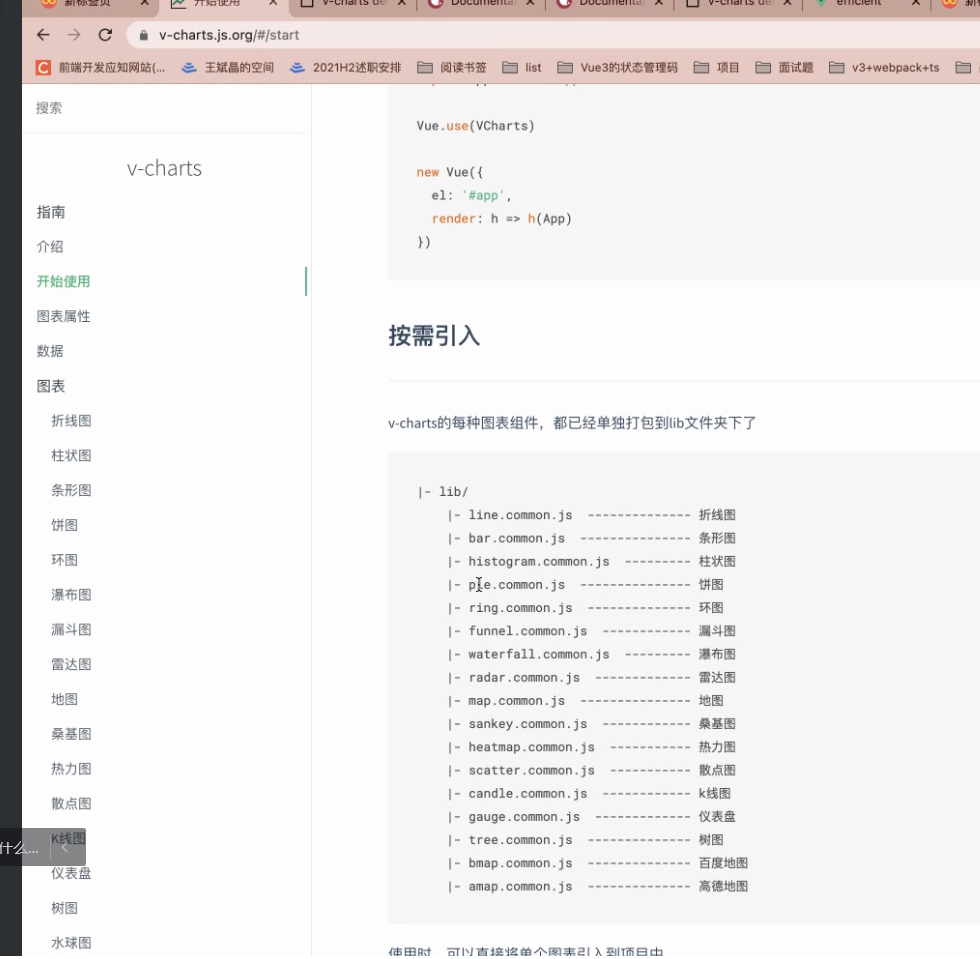 新标签页
开始使用
v-charts de
Documentat
Documentat
v-charts de
efficient
v-charts.js.org/#/start
前端开发应知网站(...
王斌晶的空间
2021H2述职安排
阅读书签
list
Vue3的状态管理码
项目
面试题
v3+webpack+ts
搜索
v-charts
指南
介绍
开始使用
图表属性
数据
图表
折线图
柱状图
条形图
饼图
环图
瀑布图
漏斗图
雷达图
地图
桑基图
热力图
散点图
K线图
仪表盘
树图
水球图
什么...
Vue.use(VCharts)
new Vue({
el: '#app',
render: h => h(App)
})
按需引入
v-charts的每种图表组件，都已经单独打包到lib文件夹下了
|- lib/
|- line.common.js -------------- 折线图
|- bar.common.js --------------- 条形图
|- histogram.common.js --------- 柱状图
|- pie.common.js --------------- 饼图
|- ring.common.js -------------- 环图
|- funnel.common.js ------------ 漏斗图
|- waterfall.common.js --------- 瀑布图
|- radar.common.js ------------- 雷达图
|- map.common.js --------------- 地图
|- sankey.common.js ------------ 桑基图
|- heatmap.common.js ----------- 热力图
|- scatter.common.js ----------- 散点图
|- candle.common.js ------------ k线图
|- gauge.common.js ------------- 仪表盘
|- tree.common.js -------------- 树图
|- bmap.common.js -------------- 百度地图
|- amap.common.js -------------- 高德地图
使用时，可以直接将单个图表引入到项目中